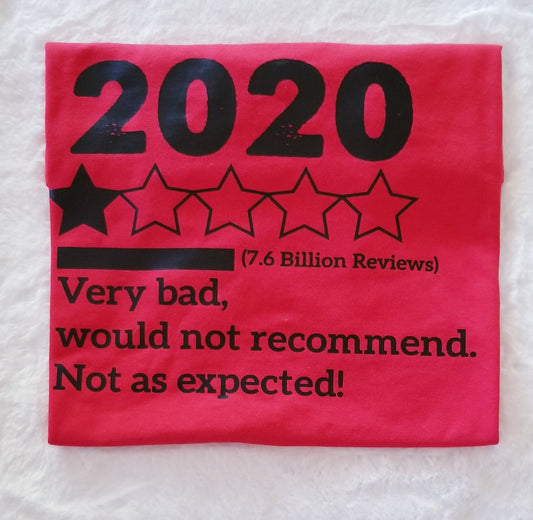 2020
(7.6 Billion Reviews)
Very bad,
would not recommend.
Not as expected!